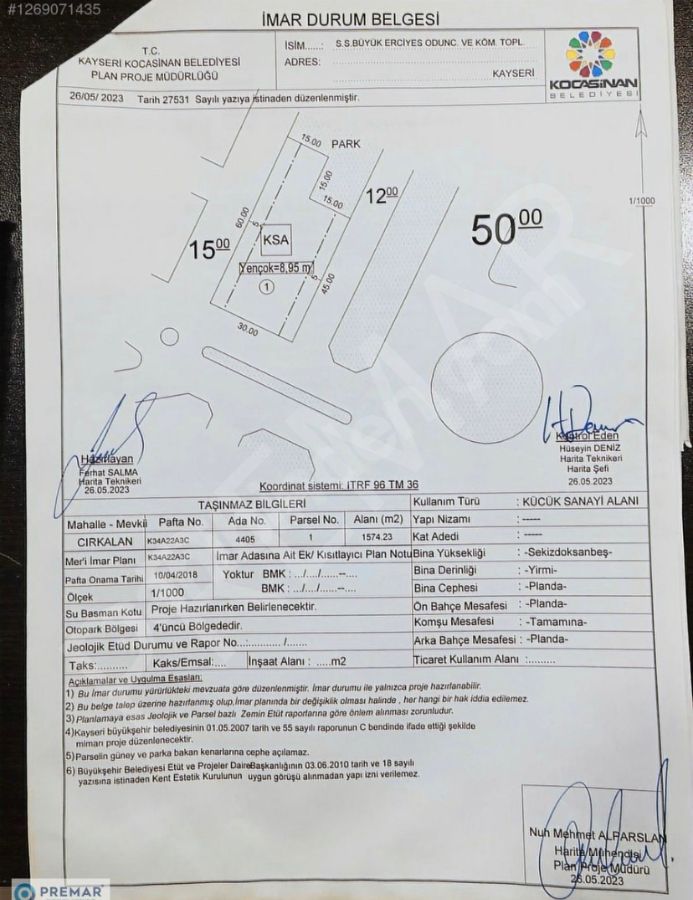 #1269071435
İMAR DURUM BELGESİ
T.C.
KAYSERİ KOCASİNAN BELEDİYESİ
PLAN PROJE MÜDÜRLÜĞÜ
İSİM......: S.S.BÜYÜK ERCİYES ODUNC. VE KÖM. TOPL.
ADRES:
KAYSERİ
KOCASİNAN
BELEDİYESİ
26/05/ 2023 Tarih 27531 Sayılı yazıya istinaden düzenlenmiştir.
15.00 PARK
15.00
15.00
12 00
50 00
1/1000
60.00
5
15 00
KSA
Yençok=8,95 m
1
5
45.00
30.00
Hazırlayan
Ferhat SALMA
Harita Teknikeri
26.05.2023
Kontrol Eden
Hüseyin DENİZ
Harita Teknikeri
Harita Şefi
26.05.2023
Koordinat sistemi: ITRF 96 TM 36
TAŞINMAZ BİLGİLERİ
Mahalle - Mevkii Pafta No. Ada No. Parsel No. Alanı (m2)
CIRKALAN K34A22A3C 4405 1 1574.23
Mer'i İmar Planı K34A22A3C İmar Adasına Ait Ek/ Kısıtlayıcı Plan Notu
Pafta Onama Tarihi 10/04/2018 Yoktur BMK : .../..../-----....
Ölçek 1/1000 BMK : .../..../-----....
Su Basman Kotu Proje Hazırlanırken Belirlenecektir.
Otopark Bölgesi 4'üncü Bölgededir.
Jeolojik Etüd Durumu ve Rapor No....../......./......
Taks:.......... Kaks/Emsal:.... İnşaat Alanı : .....m2
Kullanım Türü : KÜCÜK SANAYİ ALANI
Yapı Nizamı : -----
Kat Adedi : -----
Bina Yüksekliği : -Sekizdoksanbeş-
Bina Derinliği : -Yirmi-
Bina Cephesi : -Planda-
Ön Bahçe Mesafesi : -Planda-
Komşu Mesafesi : -Tamamına-
Arka Bahçe Mesafesi : -Planda-
Ticaret Kullanım Alanı :.........
Açıklamalar ve Uygulma Esasları:
1) Bu İmar durumu yürürlükteki mevzuata göre düzenlenmiştir. İmar durumu ile yalnızca proje hazırlanabilir.
2) Bu belge talep üzerine hazırlanmış olup,İmar planında bir değişiklik olması halinde , her hangi bir hak iddia edilemez.
3) Planlamaya esas Jeolojik ve Parsel bazlı Zemin Etüt raporlarına göre önlem alınması zorunludur.
4)Kayseri büyükşehir belediyesinin 01.05.2007 tarih ve 55 sayılı raporunun C bendinde ifade ettiği şekilde
mimari proje düzenlenecektir.
5)Parselin güney ve parka bakan kenarlarına cephe açılamaz.
6) Büyükşehir Belediyesi Etüt ve Projeler DaireBaşkanlığının 03.06.2010 tarih ve 18 sayılı
yazısına istinaden Kent Estetik Kurulunun uygun görüşü alınmadan yapı izni verilemez.
Nuh Mehmet ALPARSLAN
Harita Mühendisi
Plan Proje Müdürü
26.05.2023
PREMAR